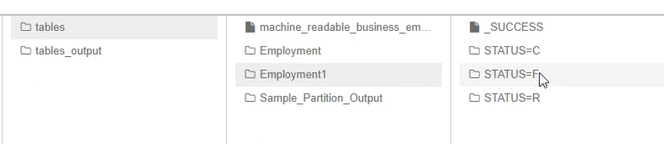 tables
tables_output
machine_readable_business_em...
Employment
Employment1
Sample_Partition_Output
_SUCCESS
STATUS=C
STATUS=F
STATUS=R